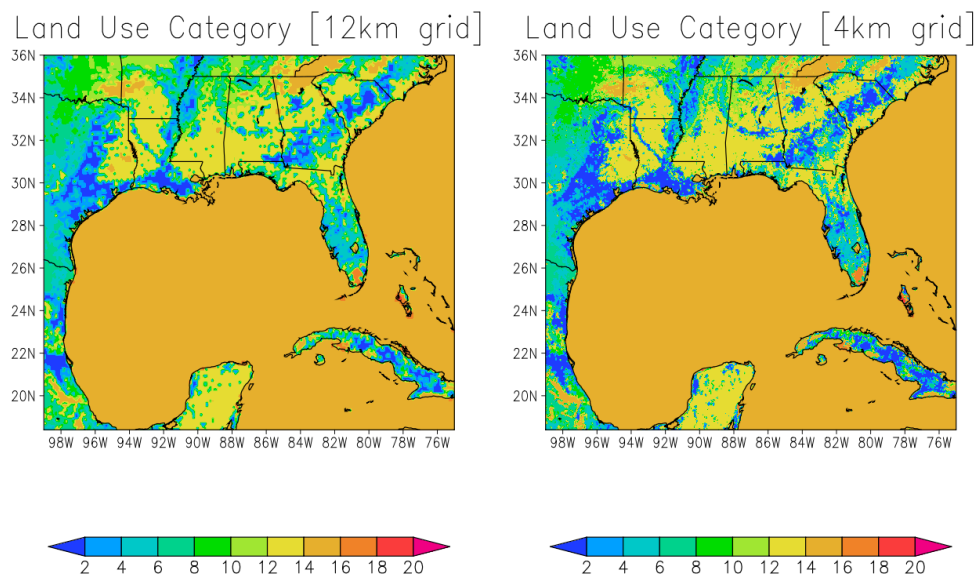 Land Use Category [12km grid]
Land Use Category [4km grid]
36N
34N
32N
30N
28N
26N
24N
22N
20N
98W 96W 94W 92W 90W 88W 86W 84W 82W 80W 78W 76W
36N
34N
32N
30N
28N
26N
24N
22N
20N
98W 96W 94W 92W 90W 88W 86W 84W 82W 80W 78W 76W
2 4 6 8 10 12 14 16 18 20
2 4 6 8 10 12 14 16 18 20